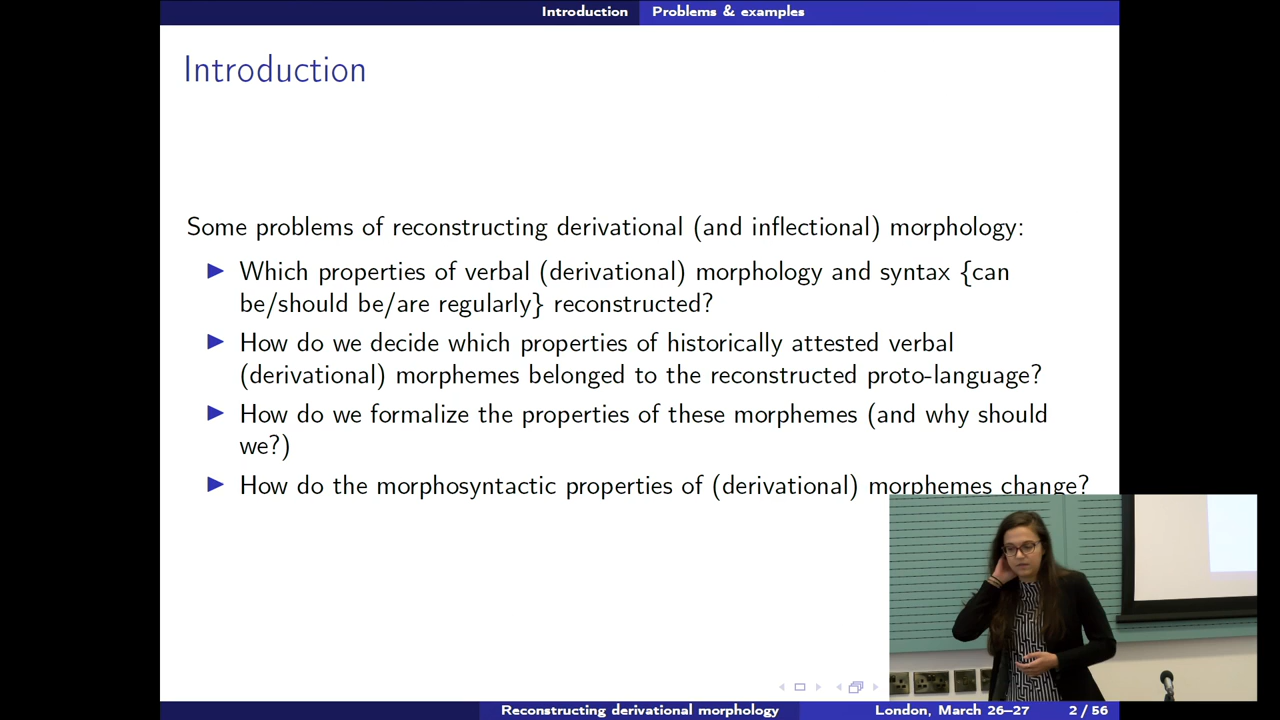 Introduction
Problems & examples
Introduction
Some problems of reconstructing derivational (and inflectional) morphology:
Which properties of verbal (derivational) morphology and syntax {can
be/should be/are regularly} reconstructed?
How do we decide which properties of historically attested verbal
(derivational) morphemes belonged to the reconstructed proto-language?
How do we formalize the properties of these morphemes (and why should
we?)
How do the morphosyntactic properties of (derivational) morphemes change?
Reconstructing derivational morphology
London, March 26–27
2 / 56